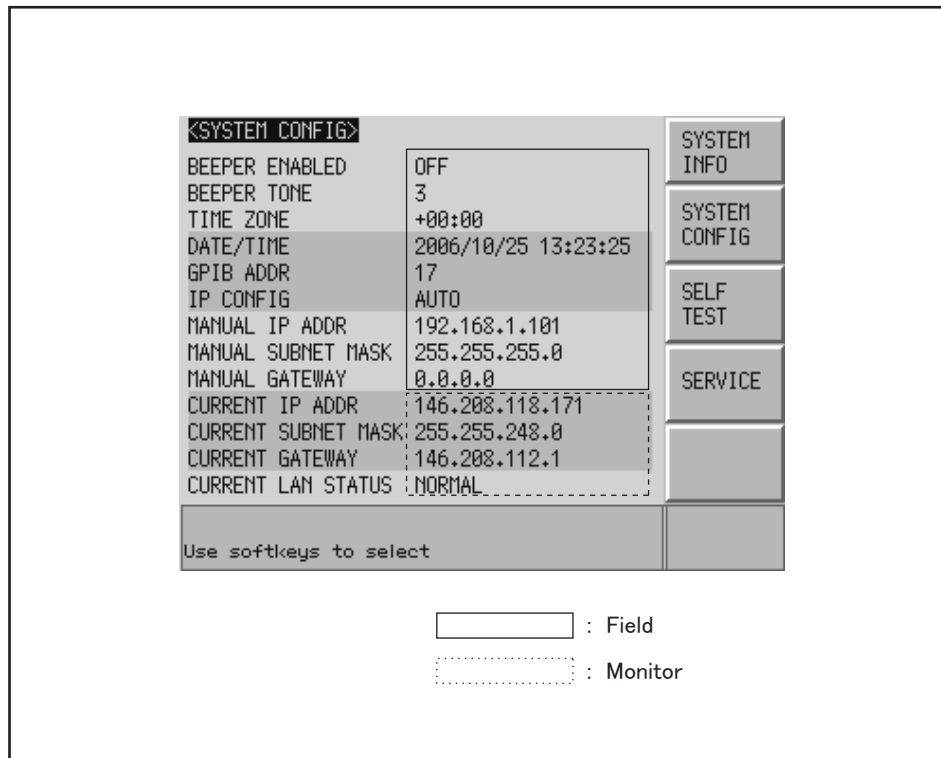 <SYSTEM CONFIG>
BEEPER ENABLED OFF
BEEPER TONE 3
TIME ZONE +00:00
DATE/TIME 2006/10/25 13:23:25
GPIB ADDR 17
IP CONFIG AUTO
MANUAL IP ADDR 192.168.1.101
MANUAL SUBNET MASK 255.255.255.0
MANUAL GATEWAY 0.0.0.0
CURRENT IP ADDR 146.208.118.171
CURRENT SUBNET MASK 255.255.248.0
CURRENT GATEWAY 146.208.112.1
CURRENT LAN STATUS NORMAL
SYSTEM
INFO
SYSTEM
CONFIG
SELF
TEST
SERVICE
Use softkeys to select
: Field
: Monitor